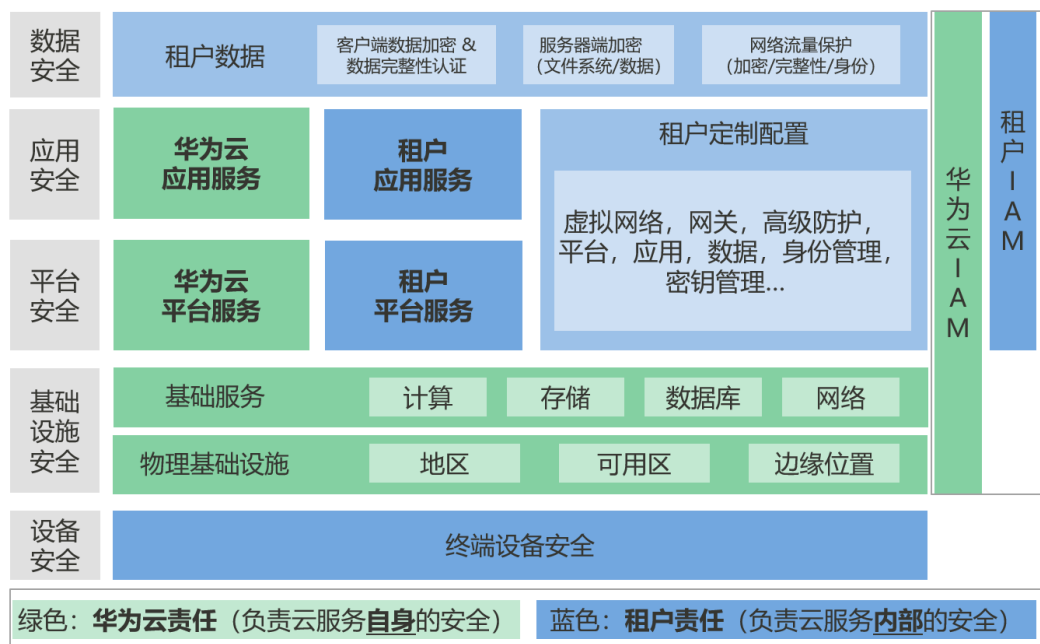 数据
安全
租户数据
客户端数据加密 &
数据完整性认证
服务器端加密
（文件系统/数据）
网络流量保护
（加密/完整性/身份）
应用
安全
华为云
应用服务
租户
应用服务
租户定制配置
虚拟网络，网关，高级防护，
平台，应用，数据，身份管理，
密钥管理...
平台
安全
华为云
平台服务
租户
平台服务
华为云IAM
租户IAM
基础
设施
安全
基础服务
计算
存储
数据库
网络
物理基础设施
地区
可用区
边缘位置
设备
安全
终端设备安全
绿色：华为云责任（负责云服务自身的安全）
蓝色：租户责任（负责云服务内部的安全）